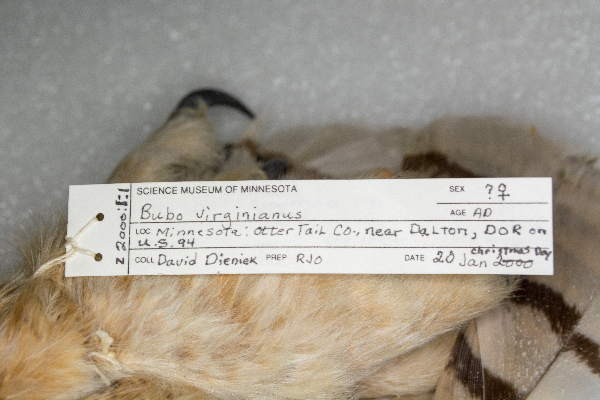 SCIENCE MUSEUM OF MINNESOTA
SEX ?♀
Bubo virginianus
AGE AD
LOC Minnesota: Otter Tail Co., near Dalton, DOR on
U.S. 94
Christmas Day
COLL David Dieniek PREP RJO DATE 20 Jan 2000
Z 2000:1:1